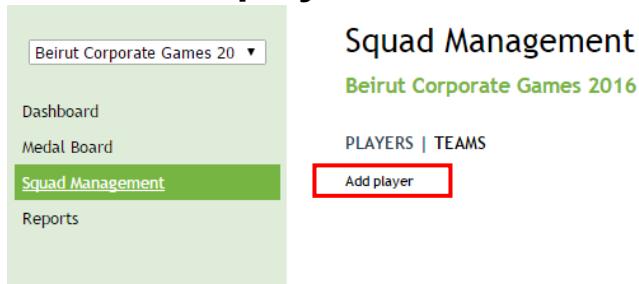 Beirut Corporate Games 20
Dashboard
Medal Board
Squad Management
Reports
Squad Management
Beirut Corporate Games 2016
PLAYERS | TEAMS
Add player